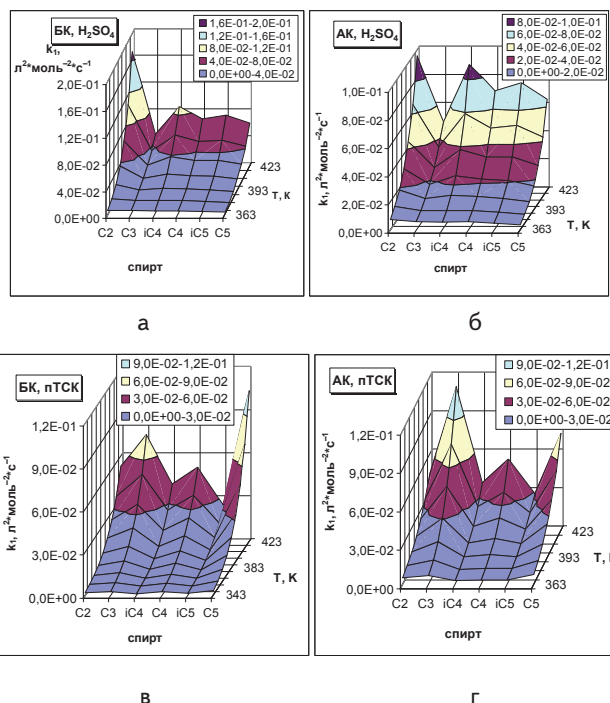 БК, H₂SO₄
1,6E-01-2,0E-01
1,2E-01-1,6E-01
8,0E-02-1,2E-01
4,0E-02-8,0E-02
0,0E+00-4,0E-02
k₁,
л²*моль⁻²*с⁻¹
2,0E-01
1,6E-01
1,2E-01
8,0E-02
4,0E-02
0,0E+00
C2 C3 iC4 C4 iC5 C5
423
393
363
T, К
спирт
а
АК, H₂SO₄
8,0E-02-1,0E-01
6,0E-02-8,0E-02
4,0E-02-6,0E-02
2,0E-02-4,0E-02
0,0E+00-2,0E-02
k₁, л²*моль⁻²*с⁻¹
1,0E-01
8,0E-02
6,0E-02
4,0E-02
2,0E-02
0,0E+00
C2 C3 iC4 C4 iC5 C5
423
393
363
T, К
спирт
б
БК, пТСК
9,0E-02-1,2E-01
6,0E-02-9,0E-02
3,0E-02-6,0E-02
0,0E+00-3,0E-02
k₁, л²*моль⁻²*с⁻¹
1,2E-01
9,0E-02
6,0E-02
3,0E-02
0,0E+00
C2 C3 iC4 C4 iC5 C5
423
383
343
T, К
спирт
в
АК, пТСК
9,0E-02-1,2E-01
6,0E-02-9,0E-02
3,0E-02-6,0E-02
0,0E+00-3,0E-02
k₁, л²*моль⁻²*с⁻¹
1,2E-01
9,0E-02
6,0E-02
3,0E-02
0,0E+00
C2 C3 iC4 C4 iC5 C5
423
393
363
T,
спирт
г